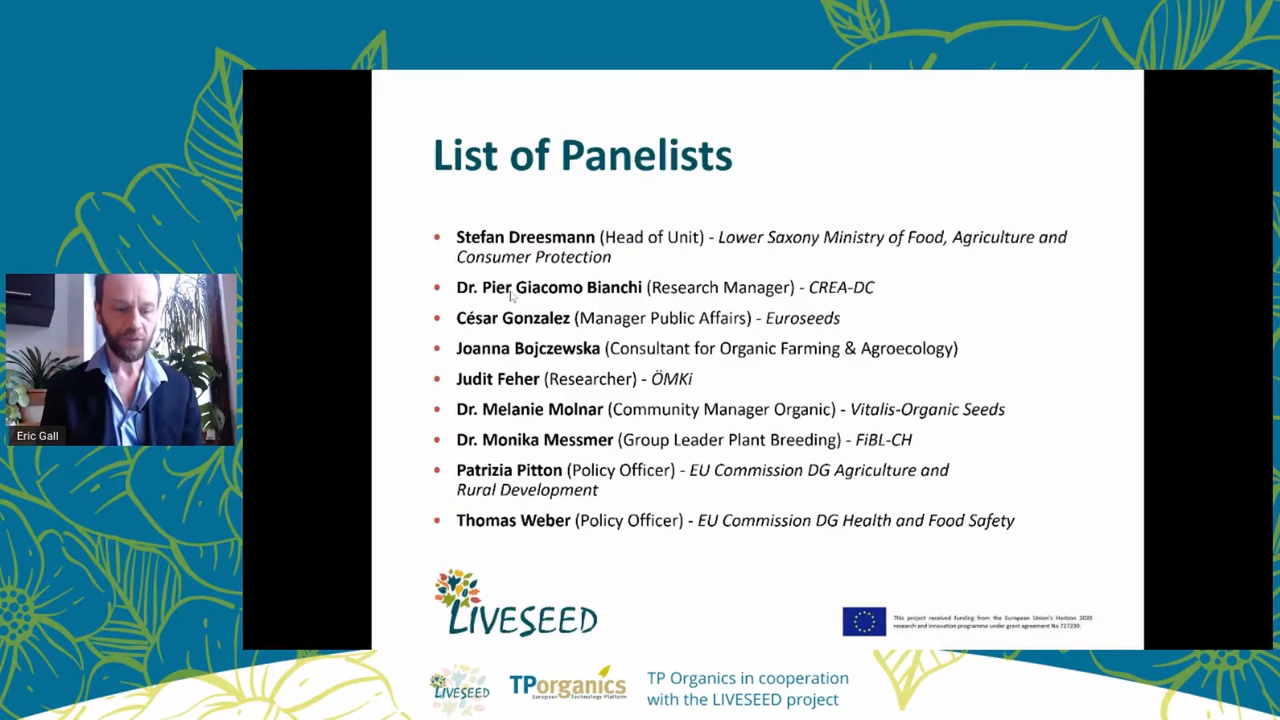 List of Panelists
• Stefan Dreesmann (Head of Unit) - Lower Saxony Ministry of Food, Agriculture and
Consumer Protection
• Dr. Pier Giacomo Bianchi (Research Manager) - CREA-DC
• César Gonzalez (Manager Public Affairs) - Euroseeds
• Joanna Bojczewska (Consultant for Organic Farming & Agroecology)
• Judit Feher (Researcher) - ÖMKi
• Dr. Melanie Molnar (Community Manager Organic) - Vitalis-Organic Seeds
• Dr. Monika Messmer (Group Leader Plant Breeding) - FiBL-CH
• Patrizia Pitton (Policy Officer) - EU Commission DG Agriculture and
Rural Development
• Thomas Weber (Policy Officer) - EU Commission DG Health and Food Safety
Eric Gall
LIVESEED
This project received funding from the European Union's Horizon 2020
research and innovation programme under grant agreement No 727230.
LIVESEED
TPorganics
European Technology Platform
TP Organics in cooperation
with the LIVESEED project